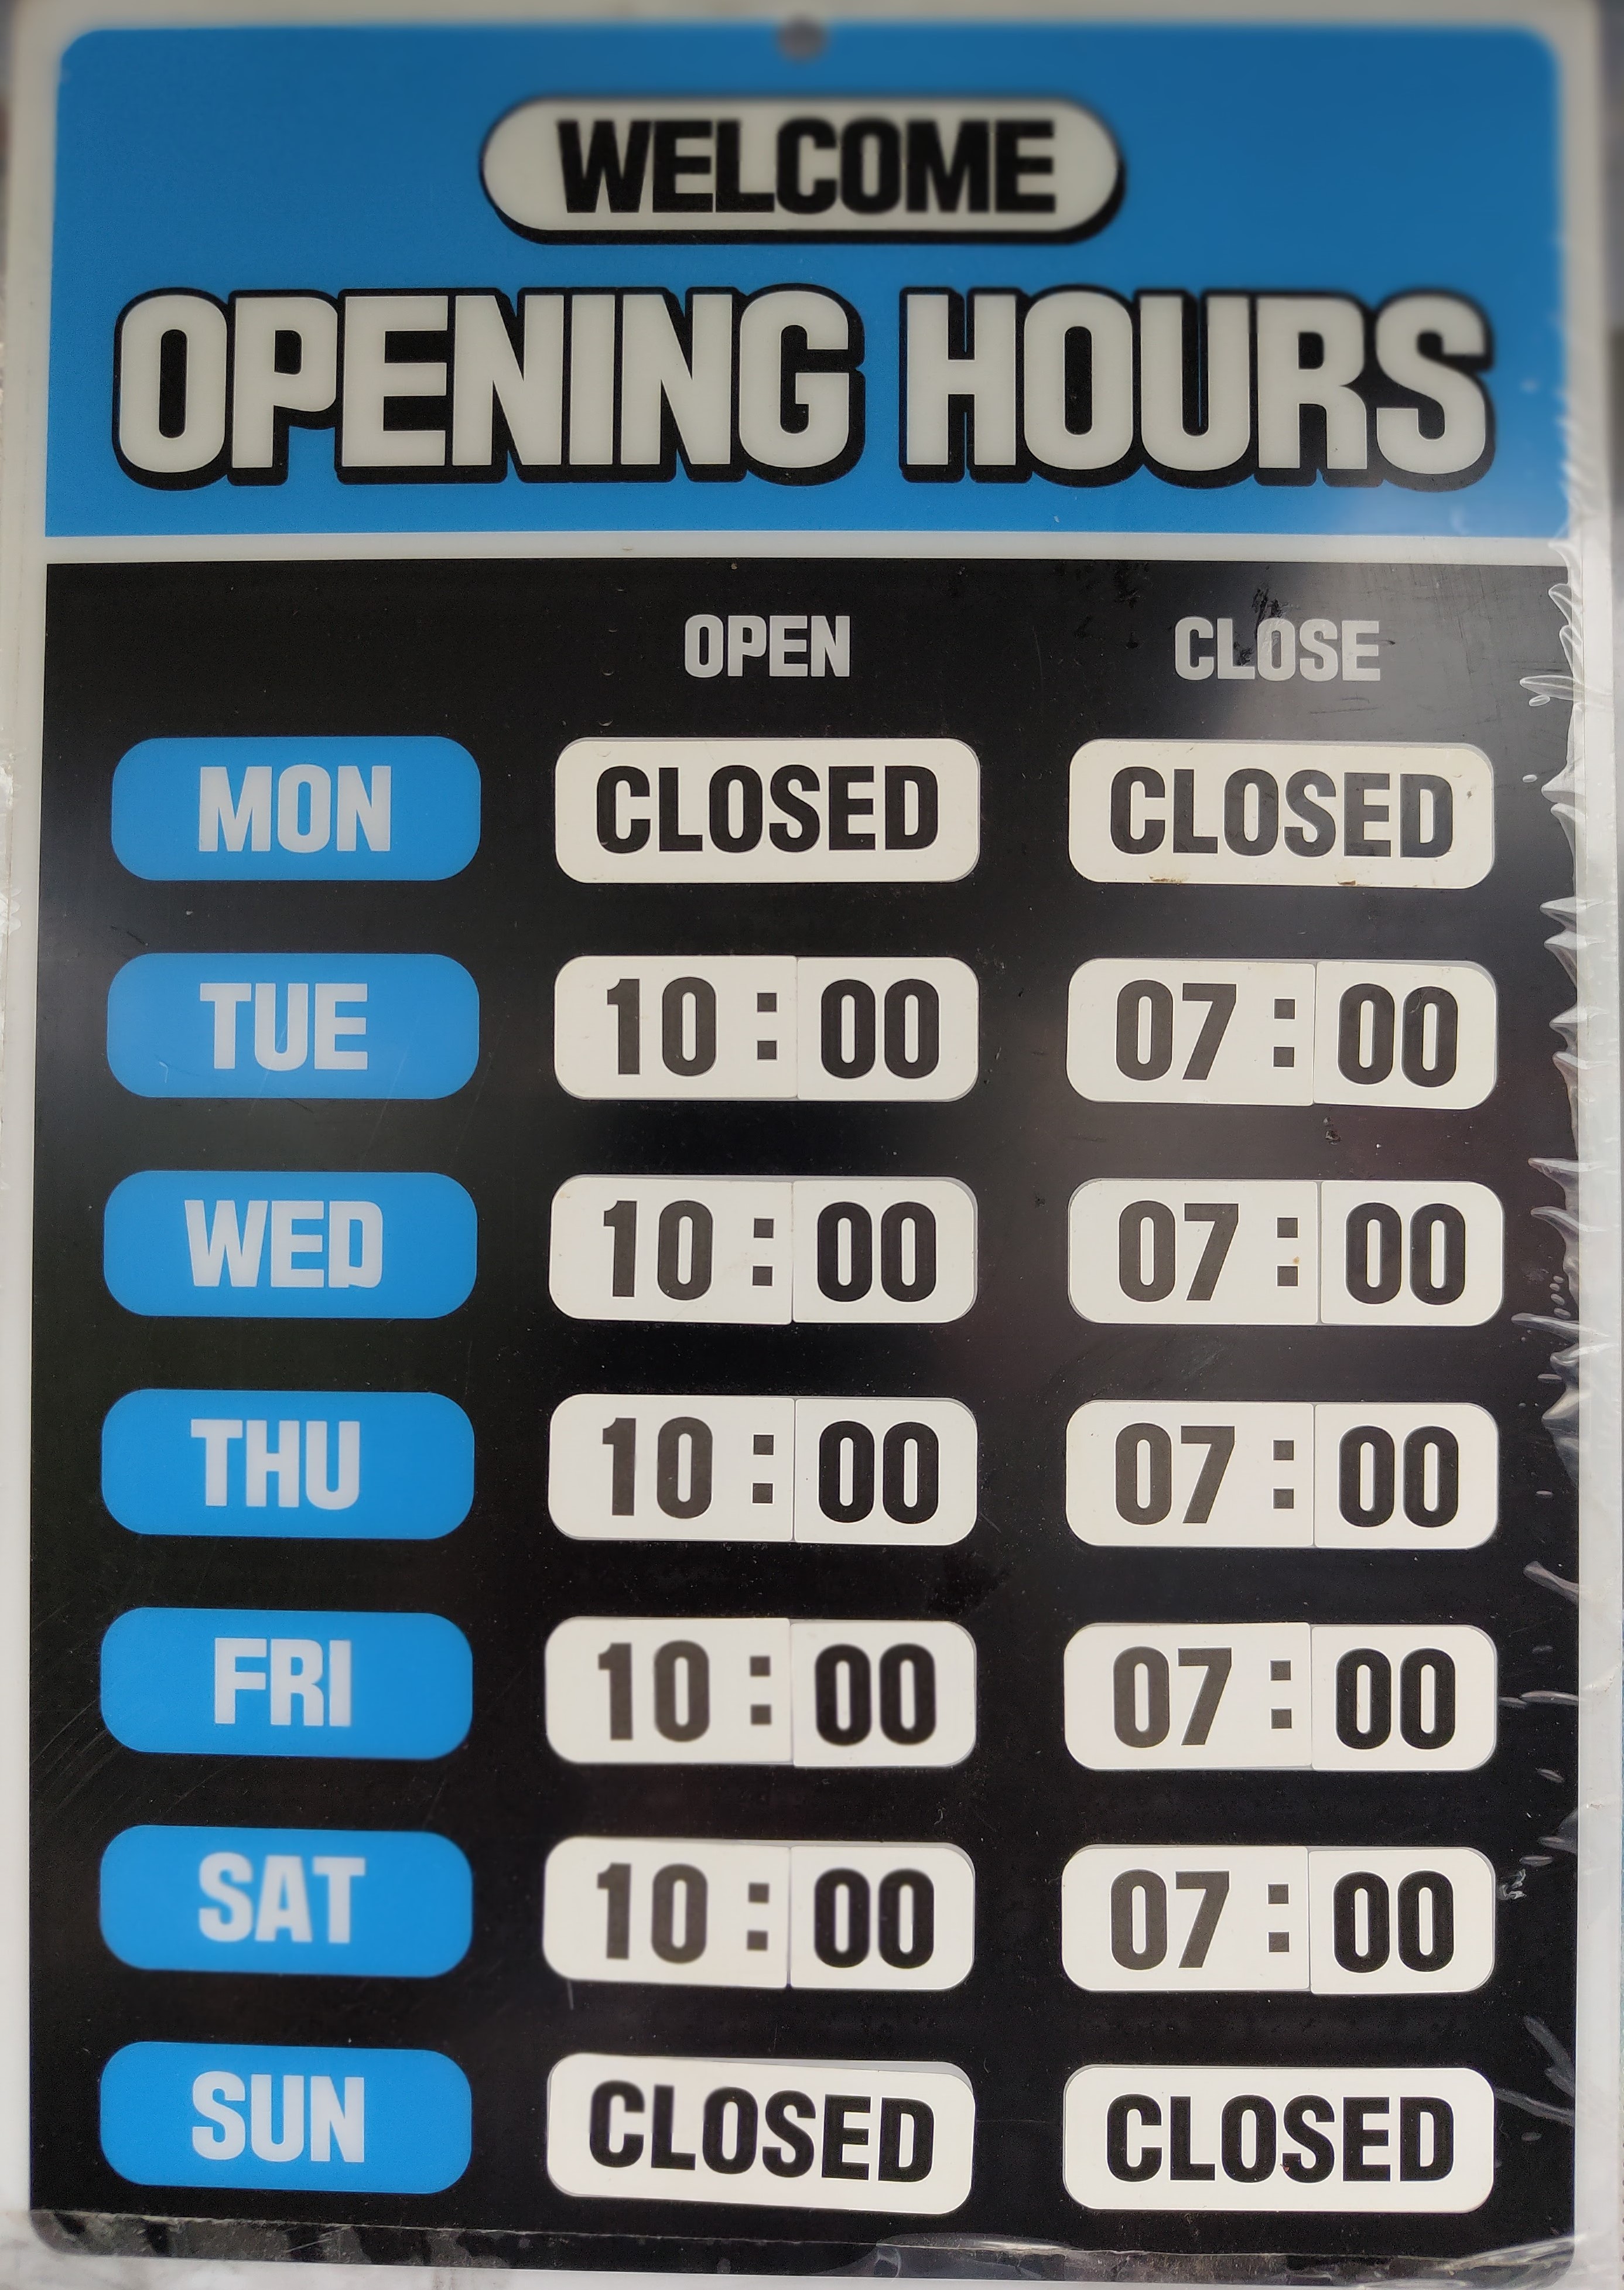 WELCOME
OPENING HOURS
OPEN CLOSE
MON CLOSED CLOSED
TUE 10:00 07:00
WED 10:00 07:00
THU 10:00 07:00
FRI 10:00 07:00
SAT 10:00 07:00
SUN CLOSED CLOSED